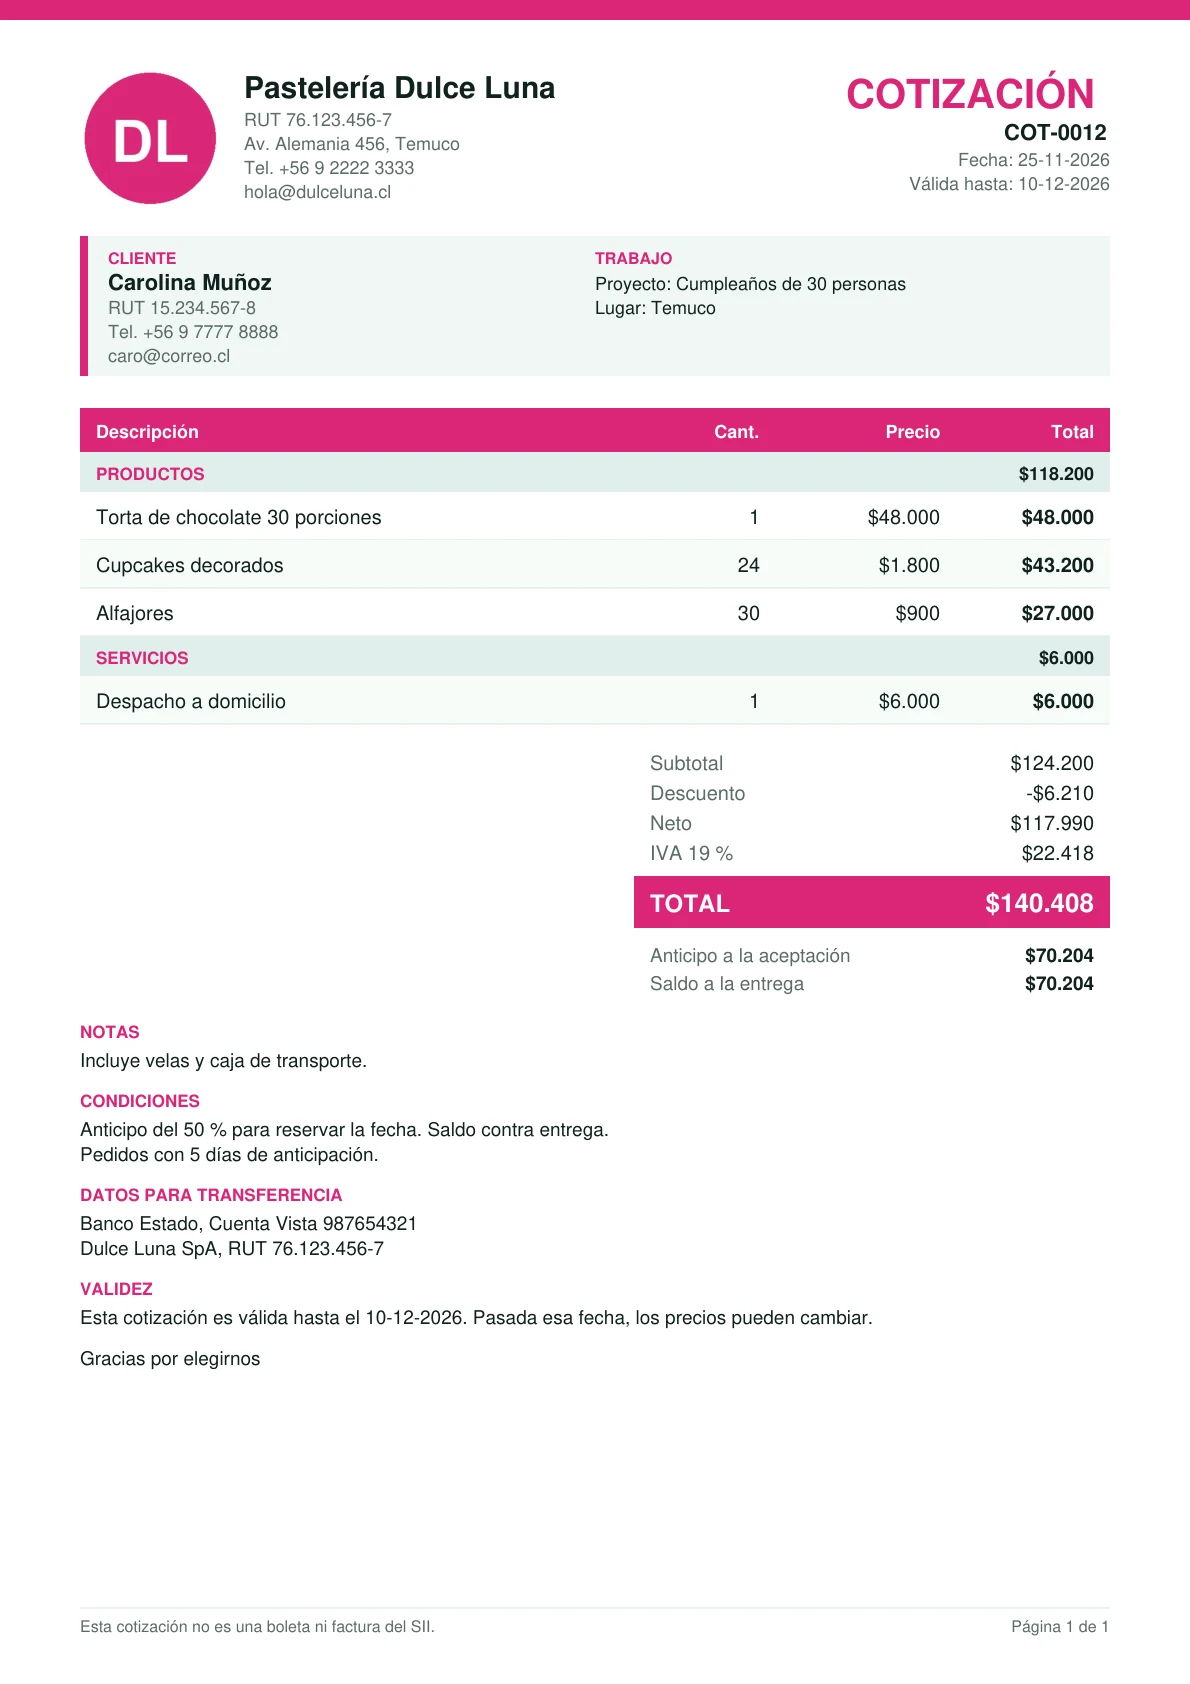 DL
Pastelería Dulce Luna
RUT 76.123.456-7
Av. Alemania 456, Temuco
Tel. +56 9 2222 3333
hola@dulceluna.cl
COTIZACIÓN
COT-0012
Fecha: 25-11-2026
Válida hasta: 10-12-2026
CLIENTE
Carolina Muñoz
RUT 15.234.567-8
Tel. +56 9 7777 8888
caro@correo.cl
TRABAJO
Proyecto: Cumpleaños de 30 personas
Lugar: Temuco
Descripción Cant. Precio Total
PRODUCTOS $118.200
Torta de chocolate 30 porciones 1 $48.000 $48.000
Cupcakes decorados 24 $1.800 $43.200
Alfajores 30 $900 $27.000
SERVICIOS $6.000
Despacho a domicilio 1 $6.000 $6.000
Subtotal $124.200
Descuento -$6.210
Neto $117.990
IVA 19 % $22.418
TOTAL $140.408
Anticipo a la aceptación $70.204
Saldo a la entrega $70.204
NOTAS
Incluye velas y caja de transporte.
CONDICIONES
Anticipo del 50 % para reservar la fecha. Saldo contra entrega.
Pedidos con 5 días de anticipación.
DATOS PARA TRANSFERENCIA
Banco Estado, Cuenta Vista 987654321
Dulce Luna SpA, RUT 76.123.456-7
VALIDEZ
Esta cotización es válida hasta el 10-12-2026. Pasada esa fecha, los precios pueden cambiar.
Gracias por elegirnos
Esta cotización no es una boleta ni factura del SII. Página 1 de 1